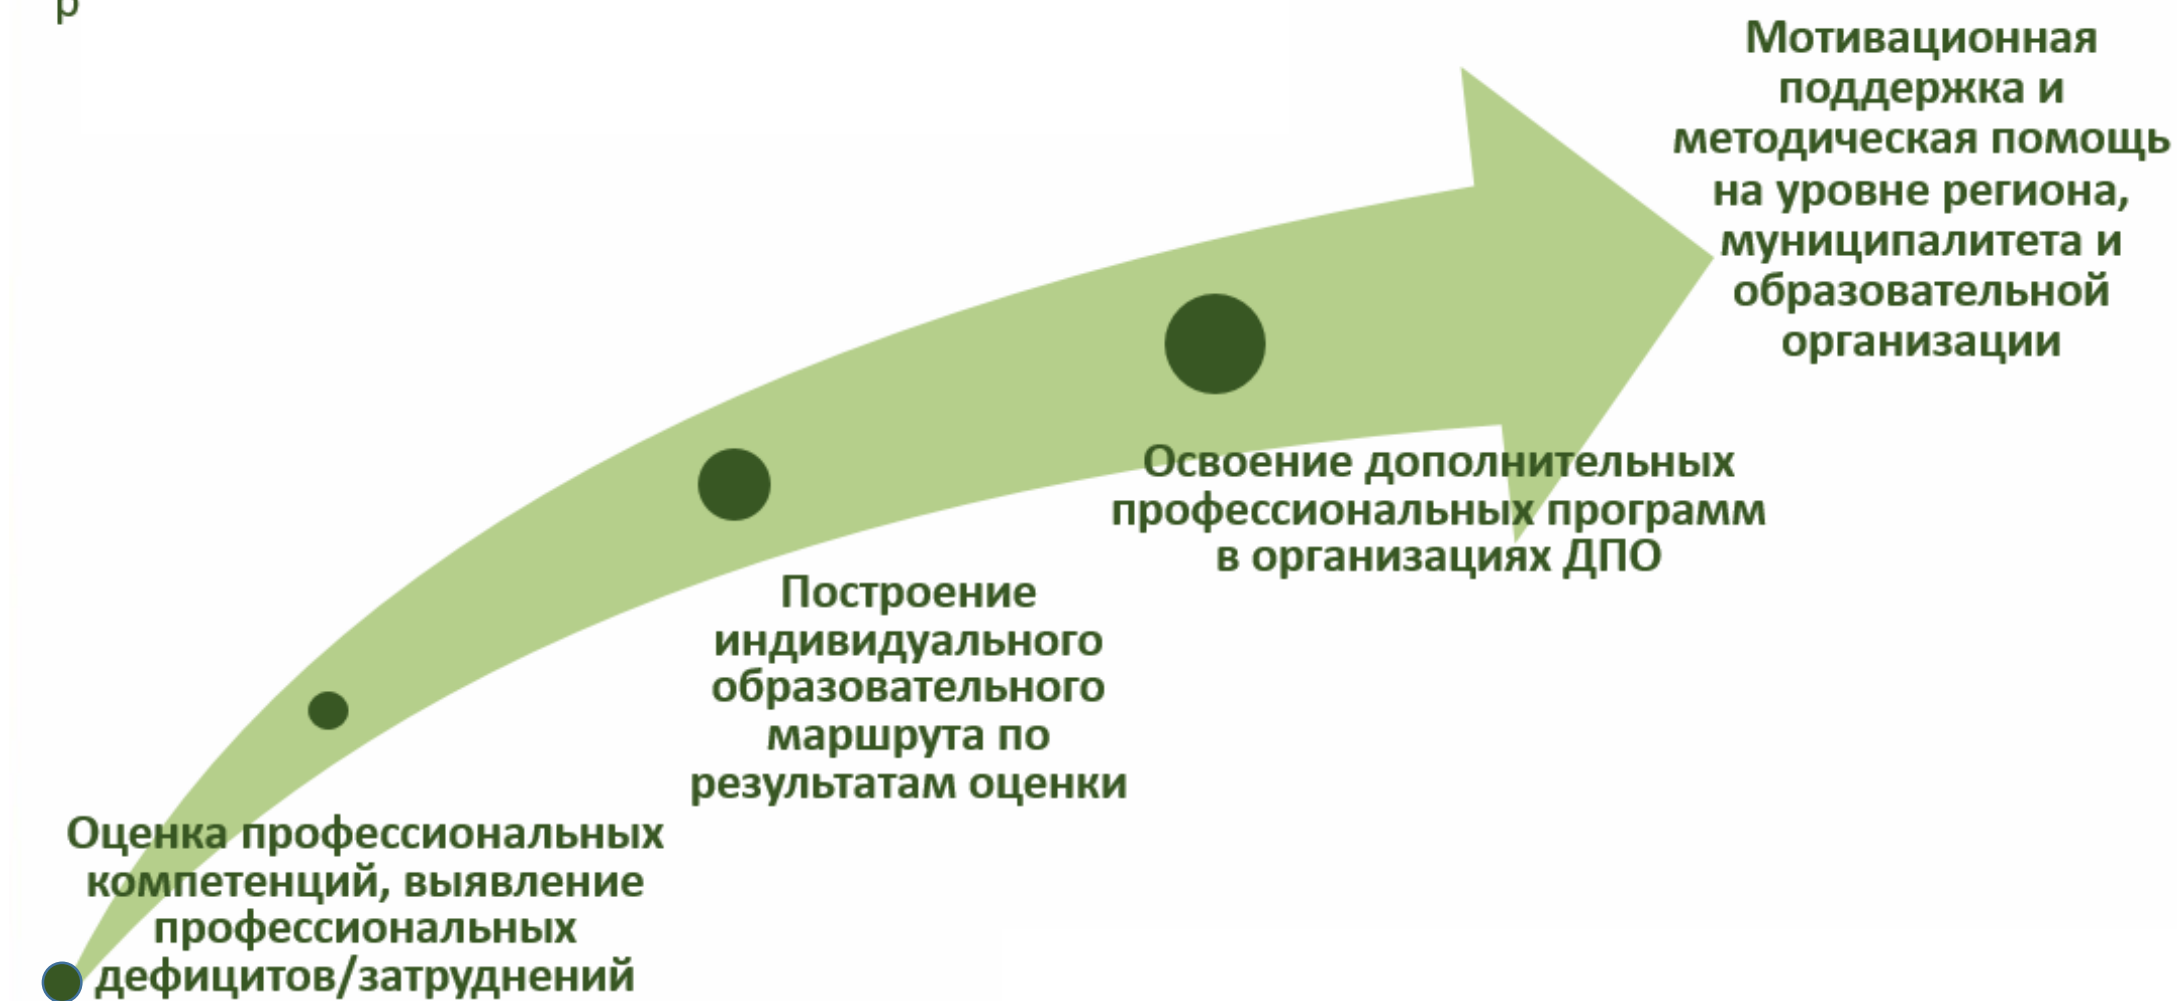 р
Мотивационная
поддержка и
методическая помощь
на уровне региона,
муниципалитета и
образовательной
организации
Освоение дополнительных
профессиональных программ
в организациях ДПО
Построение
индивидуального
образовательного
маршрута по
результатам оценки
Оценка профессиональных
компетенций, выявление
профессиональных
дефицитов/затруднений